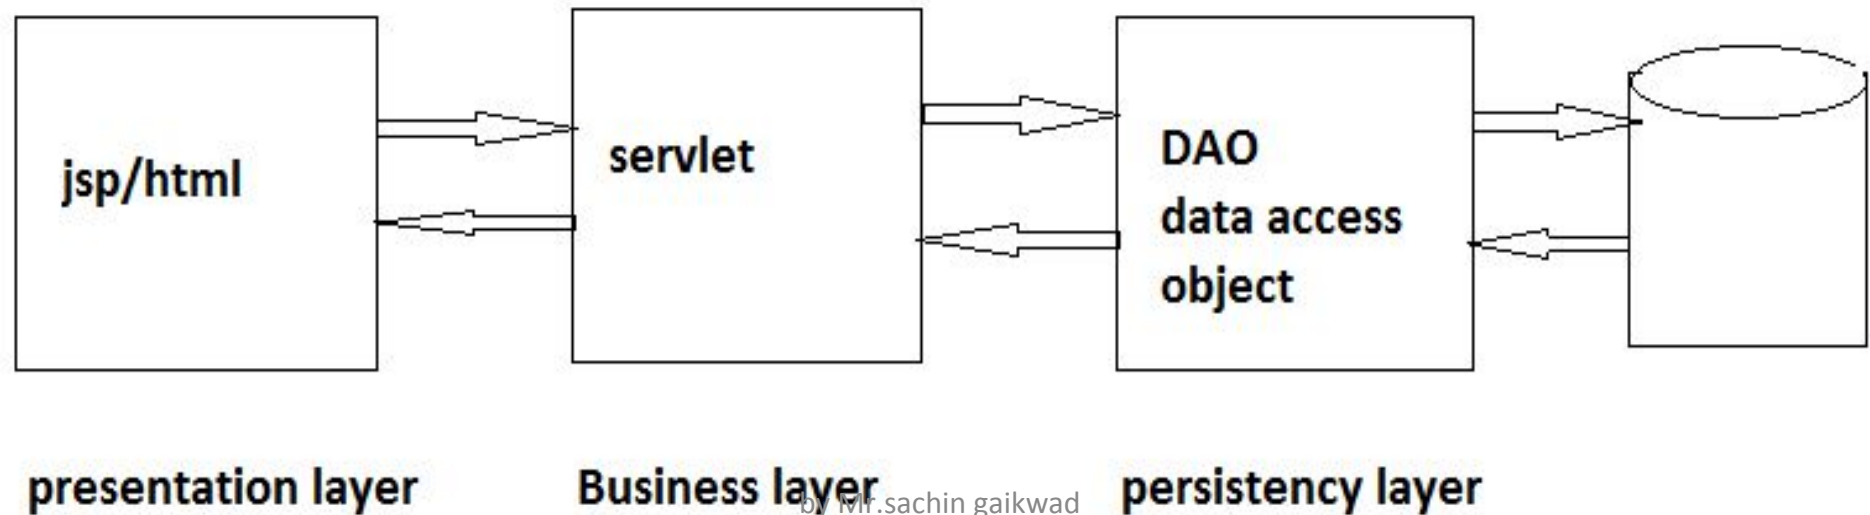 jsp/html
servlet
DAO
data access
object
presentation layer
Business layer
persistency layer
by Mr.sachin gaikwad